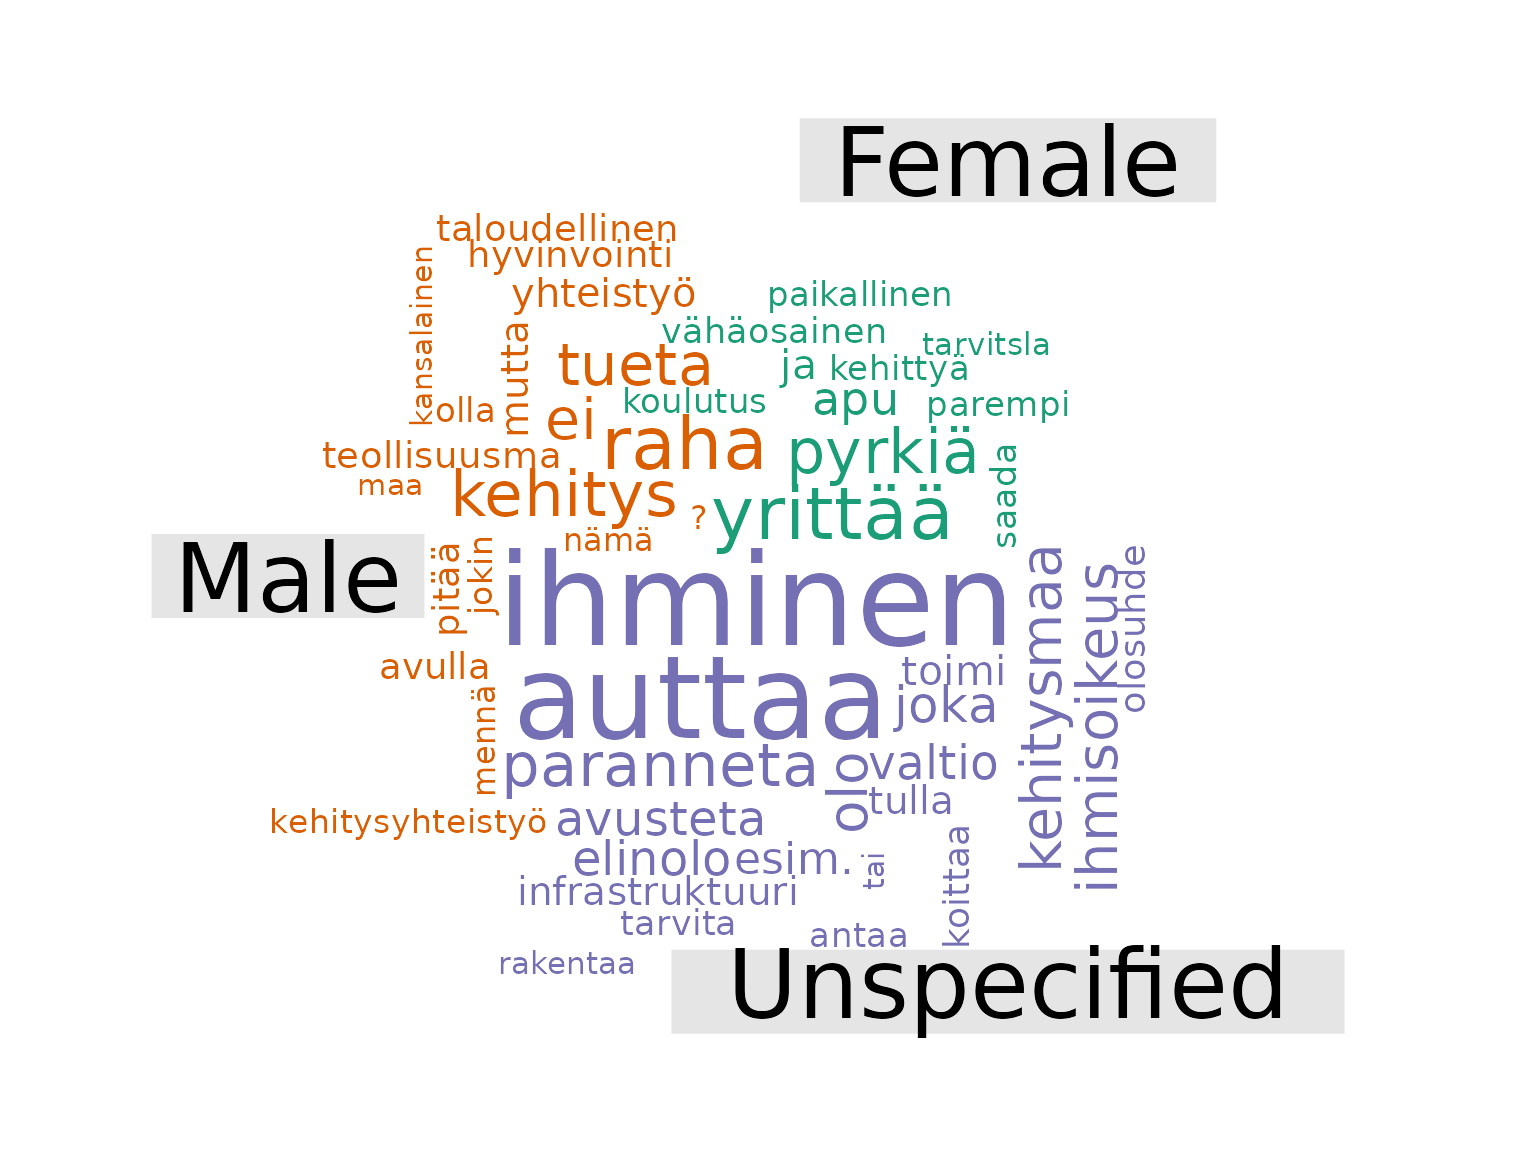 Female
taloudellinen
hyvinvointi
kansalainen
yhteistyö
paikallinen
mutta
vähäosainen
tarvitsla
tueta
ja
kehittyä
olla
ei
koulutus
apu
parempi
raha
pyrkiä
teollisuusma
maa
kehitys
?
yrittää
saada
nämä
Male
pitää
jokin
ihminen
kehitysmaa
ihmisoikeus
olosuhde
avulla
auttaa
toimi
joka
mennä
paranneta
olo
valtio
tulla
kehitysyhteistyö
avusteta
elinolo
esim.
tai
koittaa
infrastruktuuri
tarvita
antaa
rakentaa
Unspecified